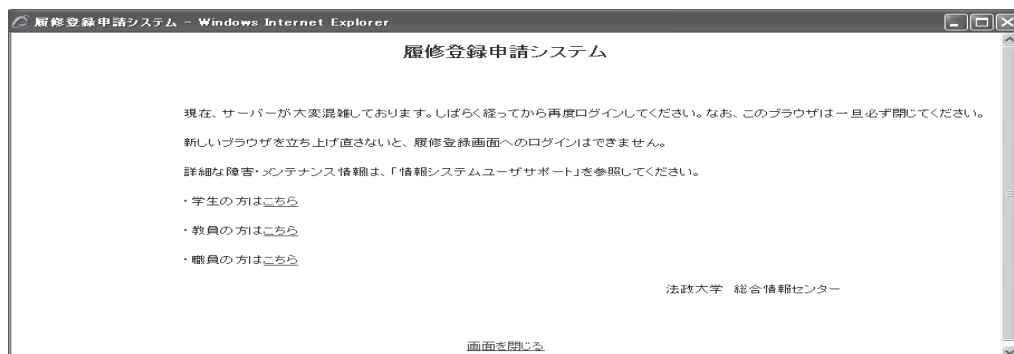 履修登録申請システム - Windows Internet Explorer
履修登録申請システム
現在、サーバーが大変混雑しております。しばらく経ってから再度ログインしてください。なお、このブラウザは一旦必ず閉じてください。
新しいブラウザを立ち上げ直さないと、履修登録画面へのログインはできません。
詳細な障害・メンテナンス情報は、「情報システムユーザサポート」を参照してください。
・学生の方はこちら
・教員の方はこちら
・職員の方はこちら
法政大学　総合情報センター
画面を閉じる